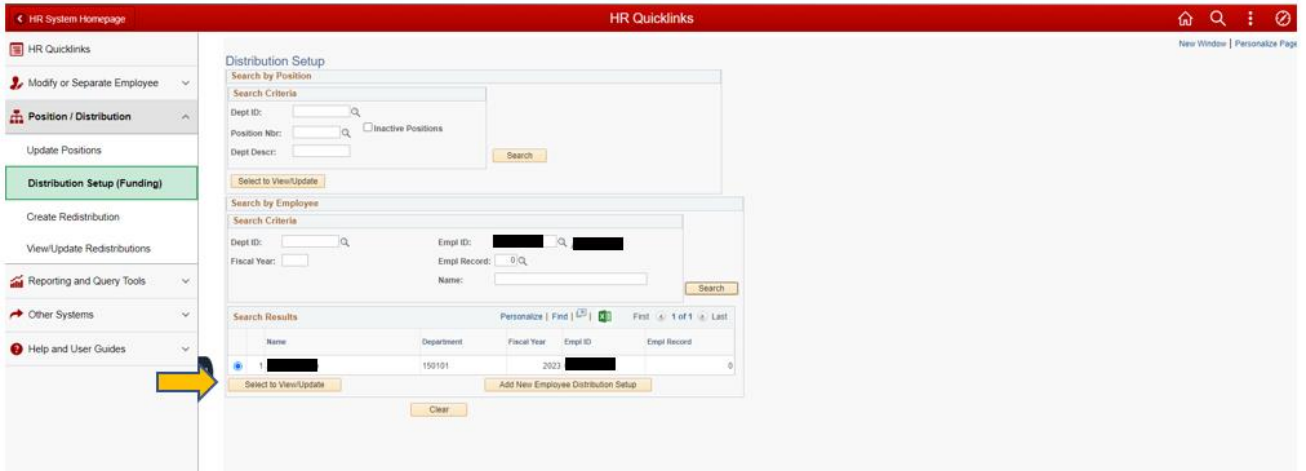 HR System Homepage
HR Quicklinks
New Window | Personalize Page
HR Quicklinks
Modify or Separate Employee
Position / Distribution
Update Positions
Distribution Setup (Funding)
Create Redistribution
View/Update Redistributions
Reporting and Query Tools
Other Systems
Help and User Guides
Distribution Setup
Search by Position
Search Criteria
Dept ID:
Position Nbr:
Inactive Positions
Dept Descr:
Search
Select to View/Update
Search by Employee
Search Criteria
Dept ID:
Empl ID:
Fiscal Year:
Empl Record: 0
Name:
Search
Search Results
Personalize | Find | First 1 of 1 Last
Name Department Fiscal Year Empl ID Empl Record
1 150101 2023 0
Select to View/Update
Add New Employee Distribution Setup
Clear